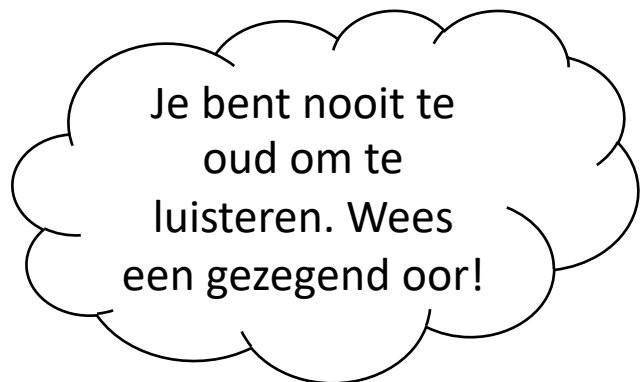 Je bent nooit te
oud om te
luisteren. Wees
een gezegend oor!